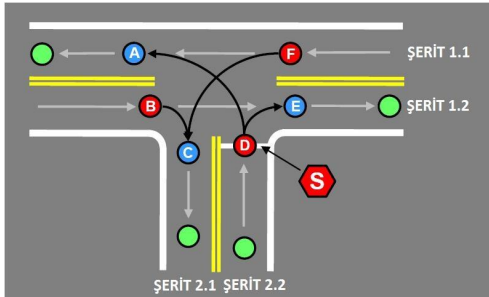 A F ŞERİT 1.1
B E ŞERİT 1.2
C D
S
ŞERİT 2.1 ŞERİT 2.2